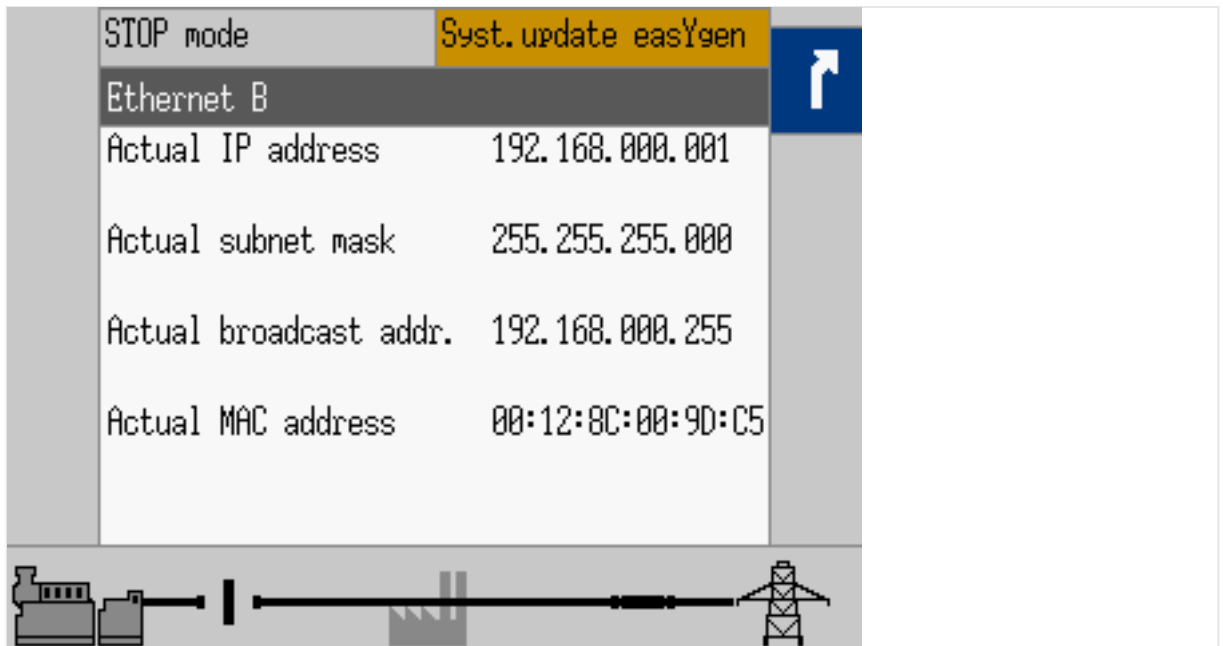 STOP mode Syst.update easYgen
Ethernet B
Actual IP address 192.168.000.001
Actual subnet mask 255.255.255.000
Actual broadcast addr. 192.168.000.255
Actual MAC address 00:12:8C:00:9D:C5